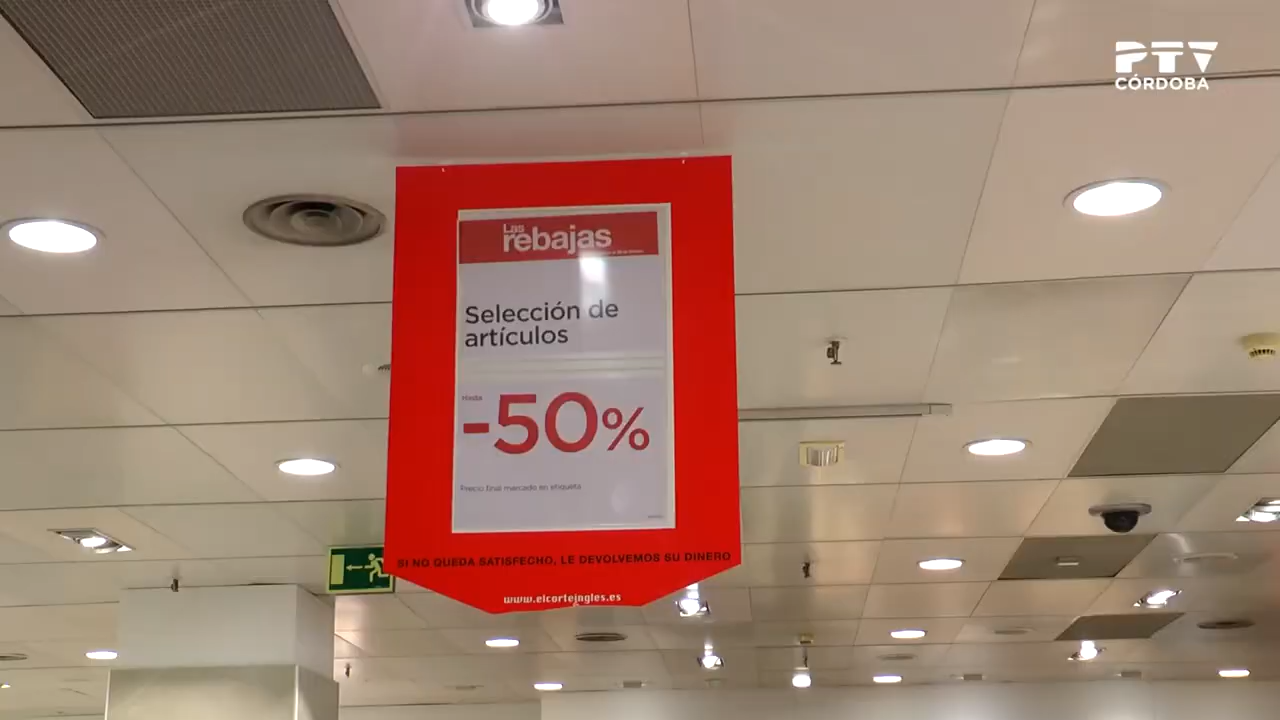 PTV
CÓRDOBA
Las
rebajas
Selección de
artículos
Hasta
-50%
Precio final marcado en etiqueta
SI NO QUEDA SATISFECHO, LE DEVOLVEMOS SU DINERO
www.elcorteingles.es